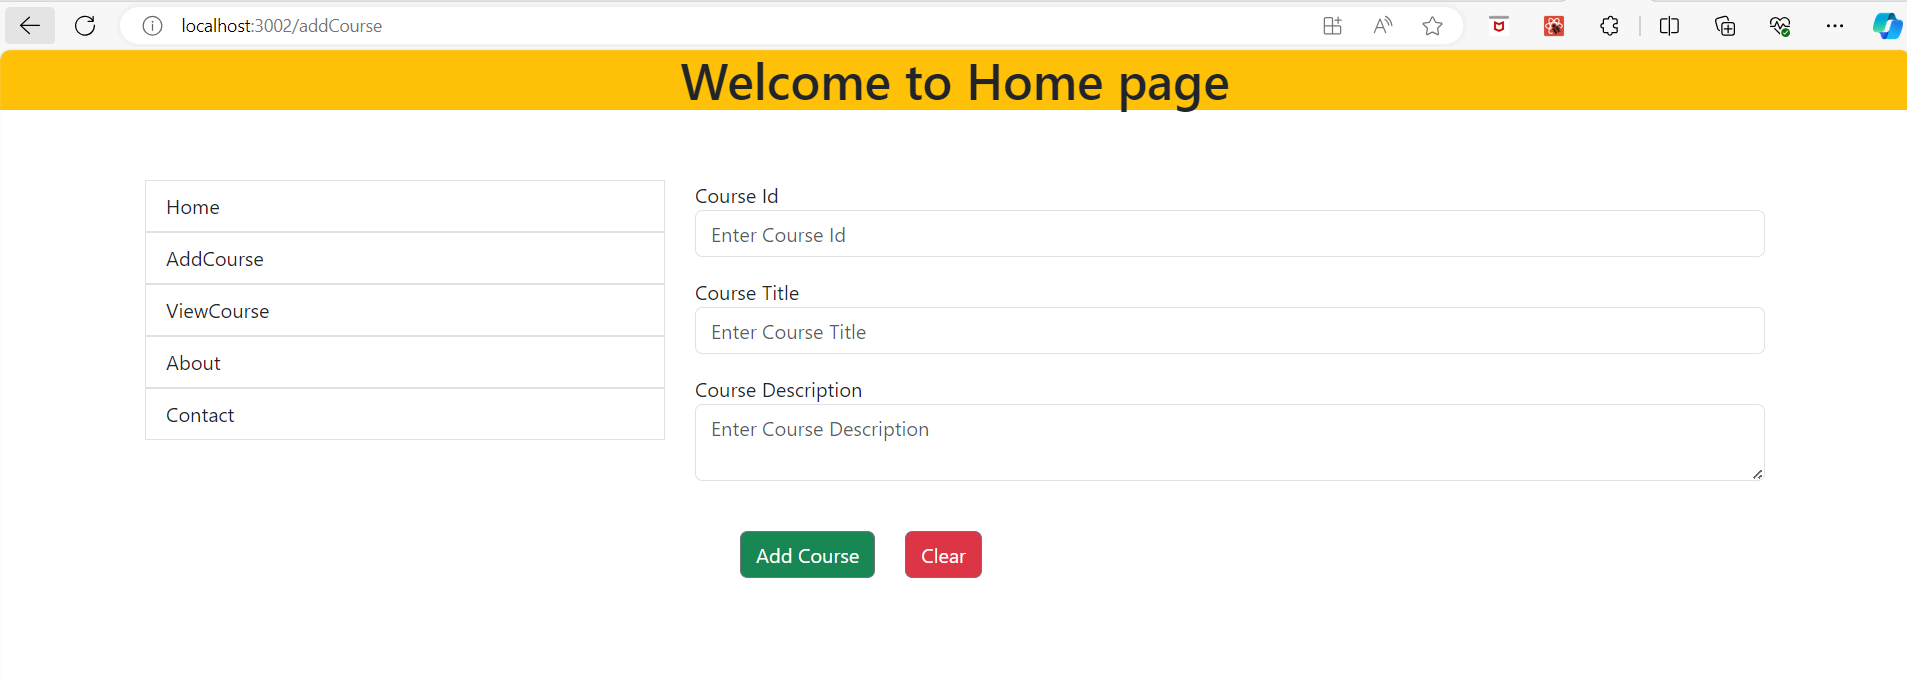 localhost:3002/addCourse
Welcome to Home page
Home
AddCourse
ViewCourse
About
Contact
Course Id
Enter Course Id
Course Title
Enter Course Title
Course Description
Enter Course Description
Add Course
Clear